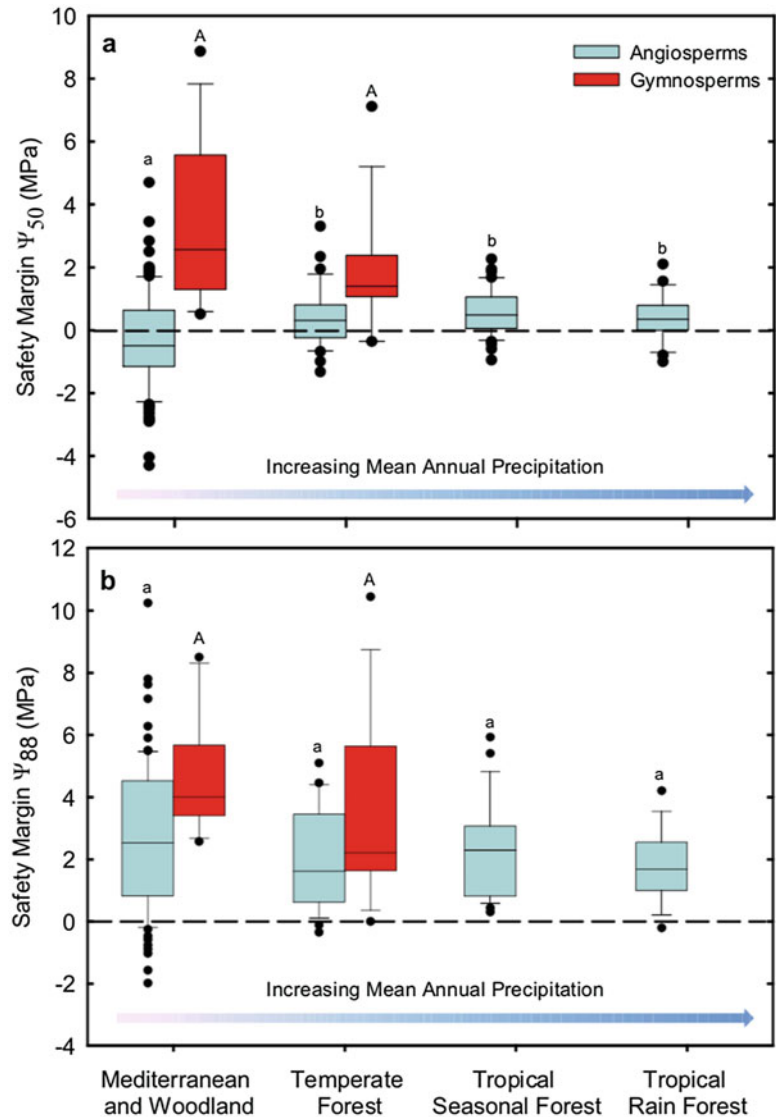 a
Angiosperms
Gymnosperms
Safety Margin Ψ50 (MPa)
10
8
6
4
2
0
-2
-4
-6
a
A
b
A
b
b
Increasing Mean Annual Precipitation
b
Safety Margin Ψ88 (MPa)
12
10
8
6
4
2
0
-2
-4
a
A
a
A
a
a
Increasing Mean Annual Precipitation
Mediterranean
and Woodland
Temperate
Forest
Tropical
Seasonal Forest
Tropical
Rain Forest